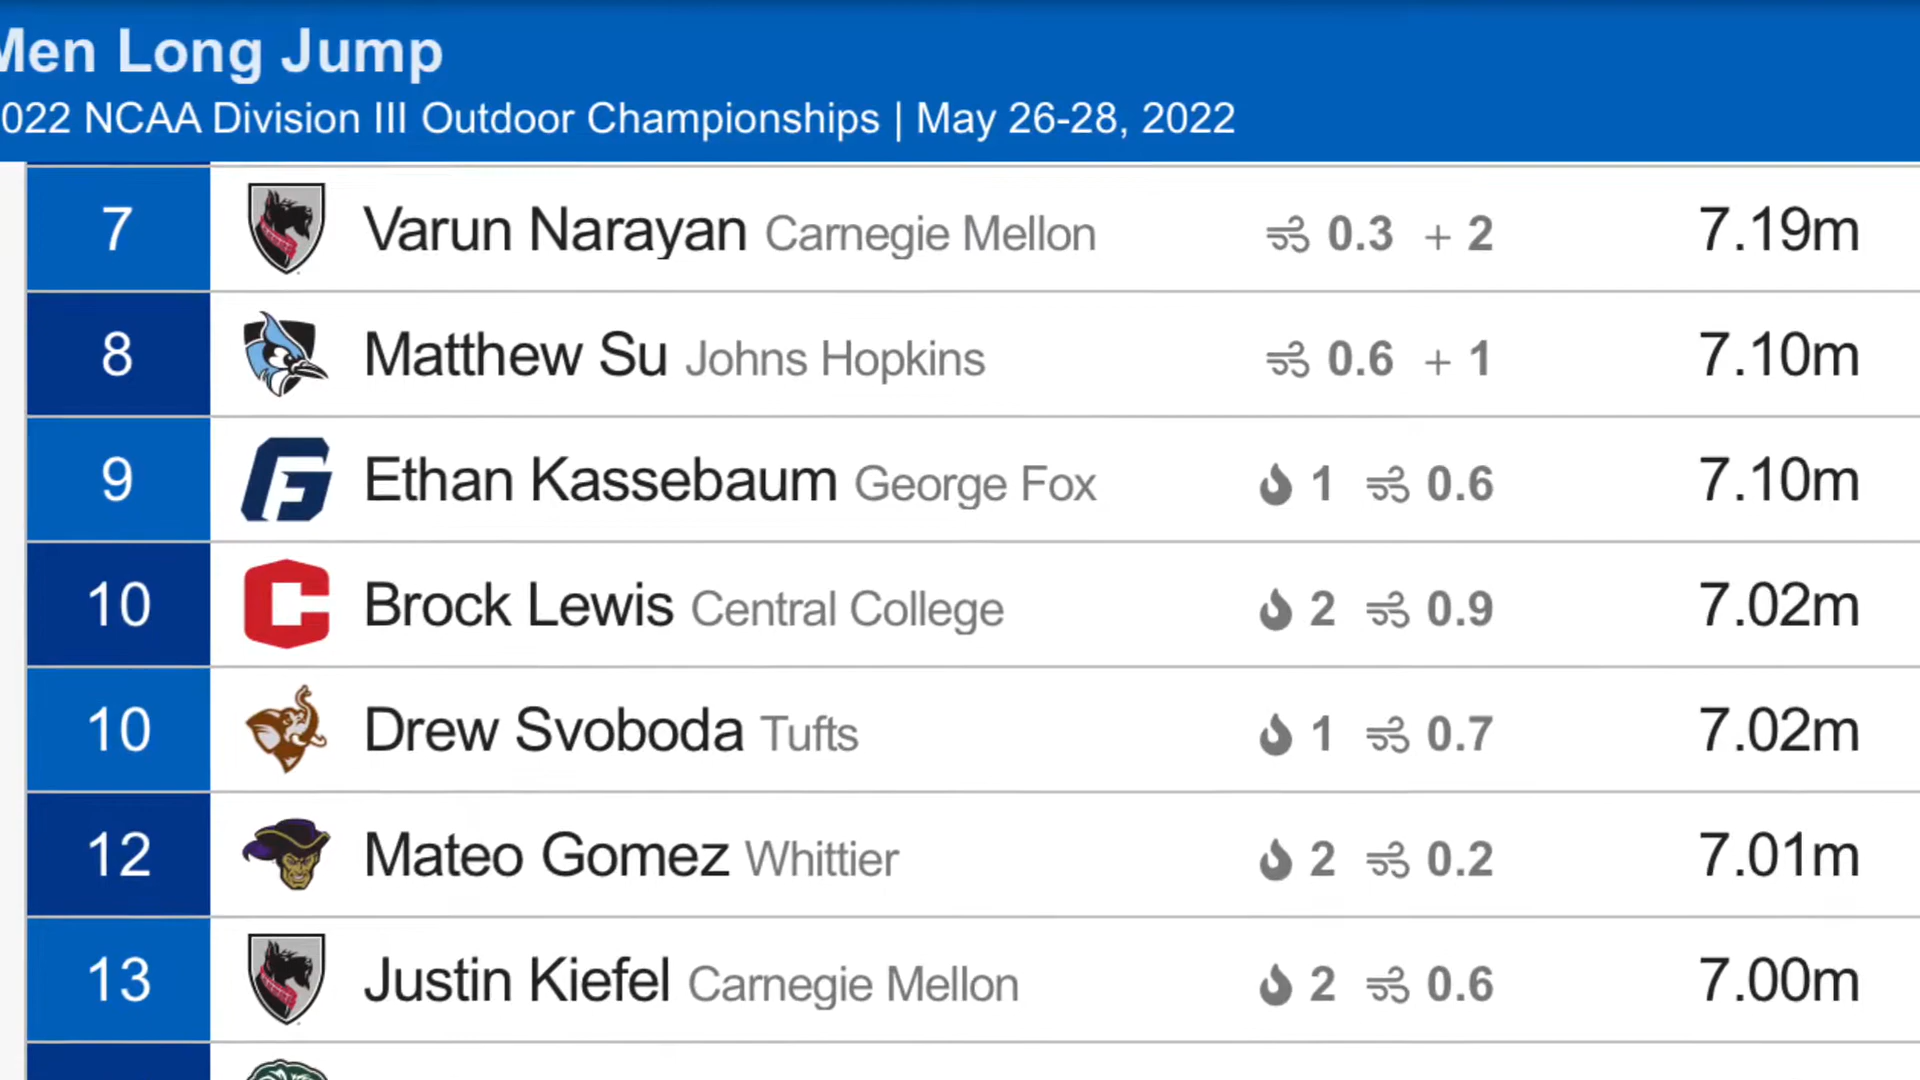 Men Long Jump
022 NCAA Division III Outdoor Championships | May 26-28, 2022
7 Varun Narayan Carnegie Mellon 0.3 + 2 7.19m
8 Matthew Su Johns Hopkins 0.6 + 1 7.10m
9 Ethan Kassebaum George Fox 1 0.6 7.10m
10 Brock Lewis Central College 2 0.9 7.02m
10 Drew Svoboda Tufts 1 0.7 7.02m
12 Mateo Gomez Whittier 2 0.2 7.01m
13 Justin Kiefel Carnegie Mellon 2 0.6 7.00m